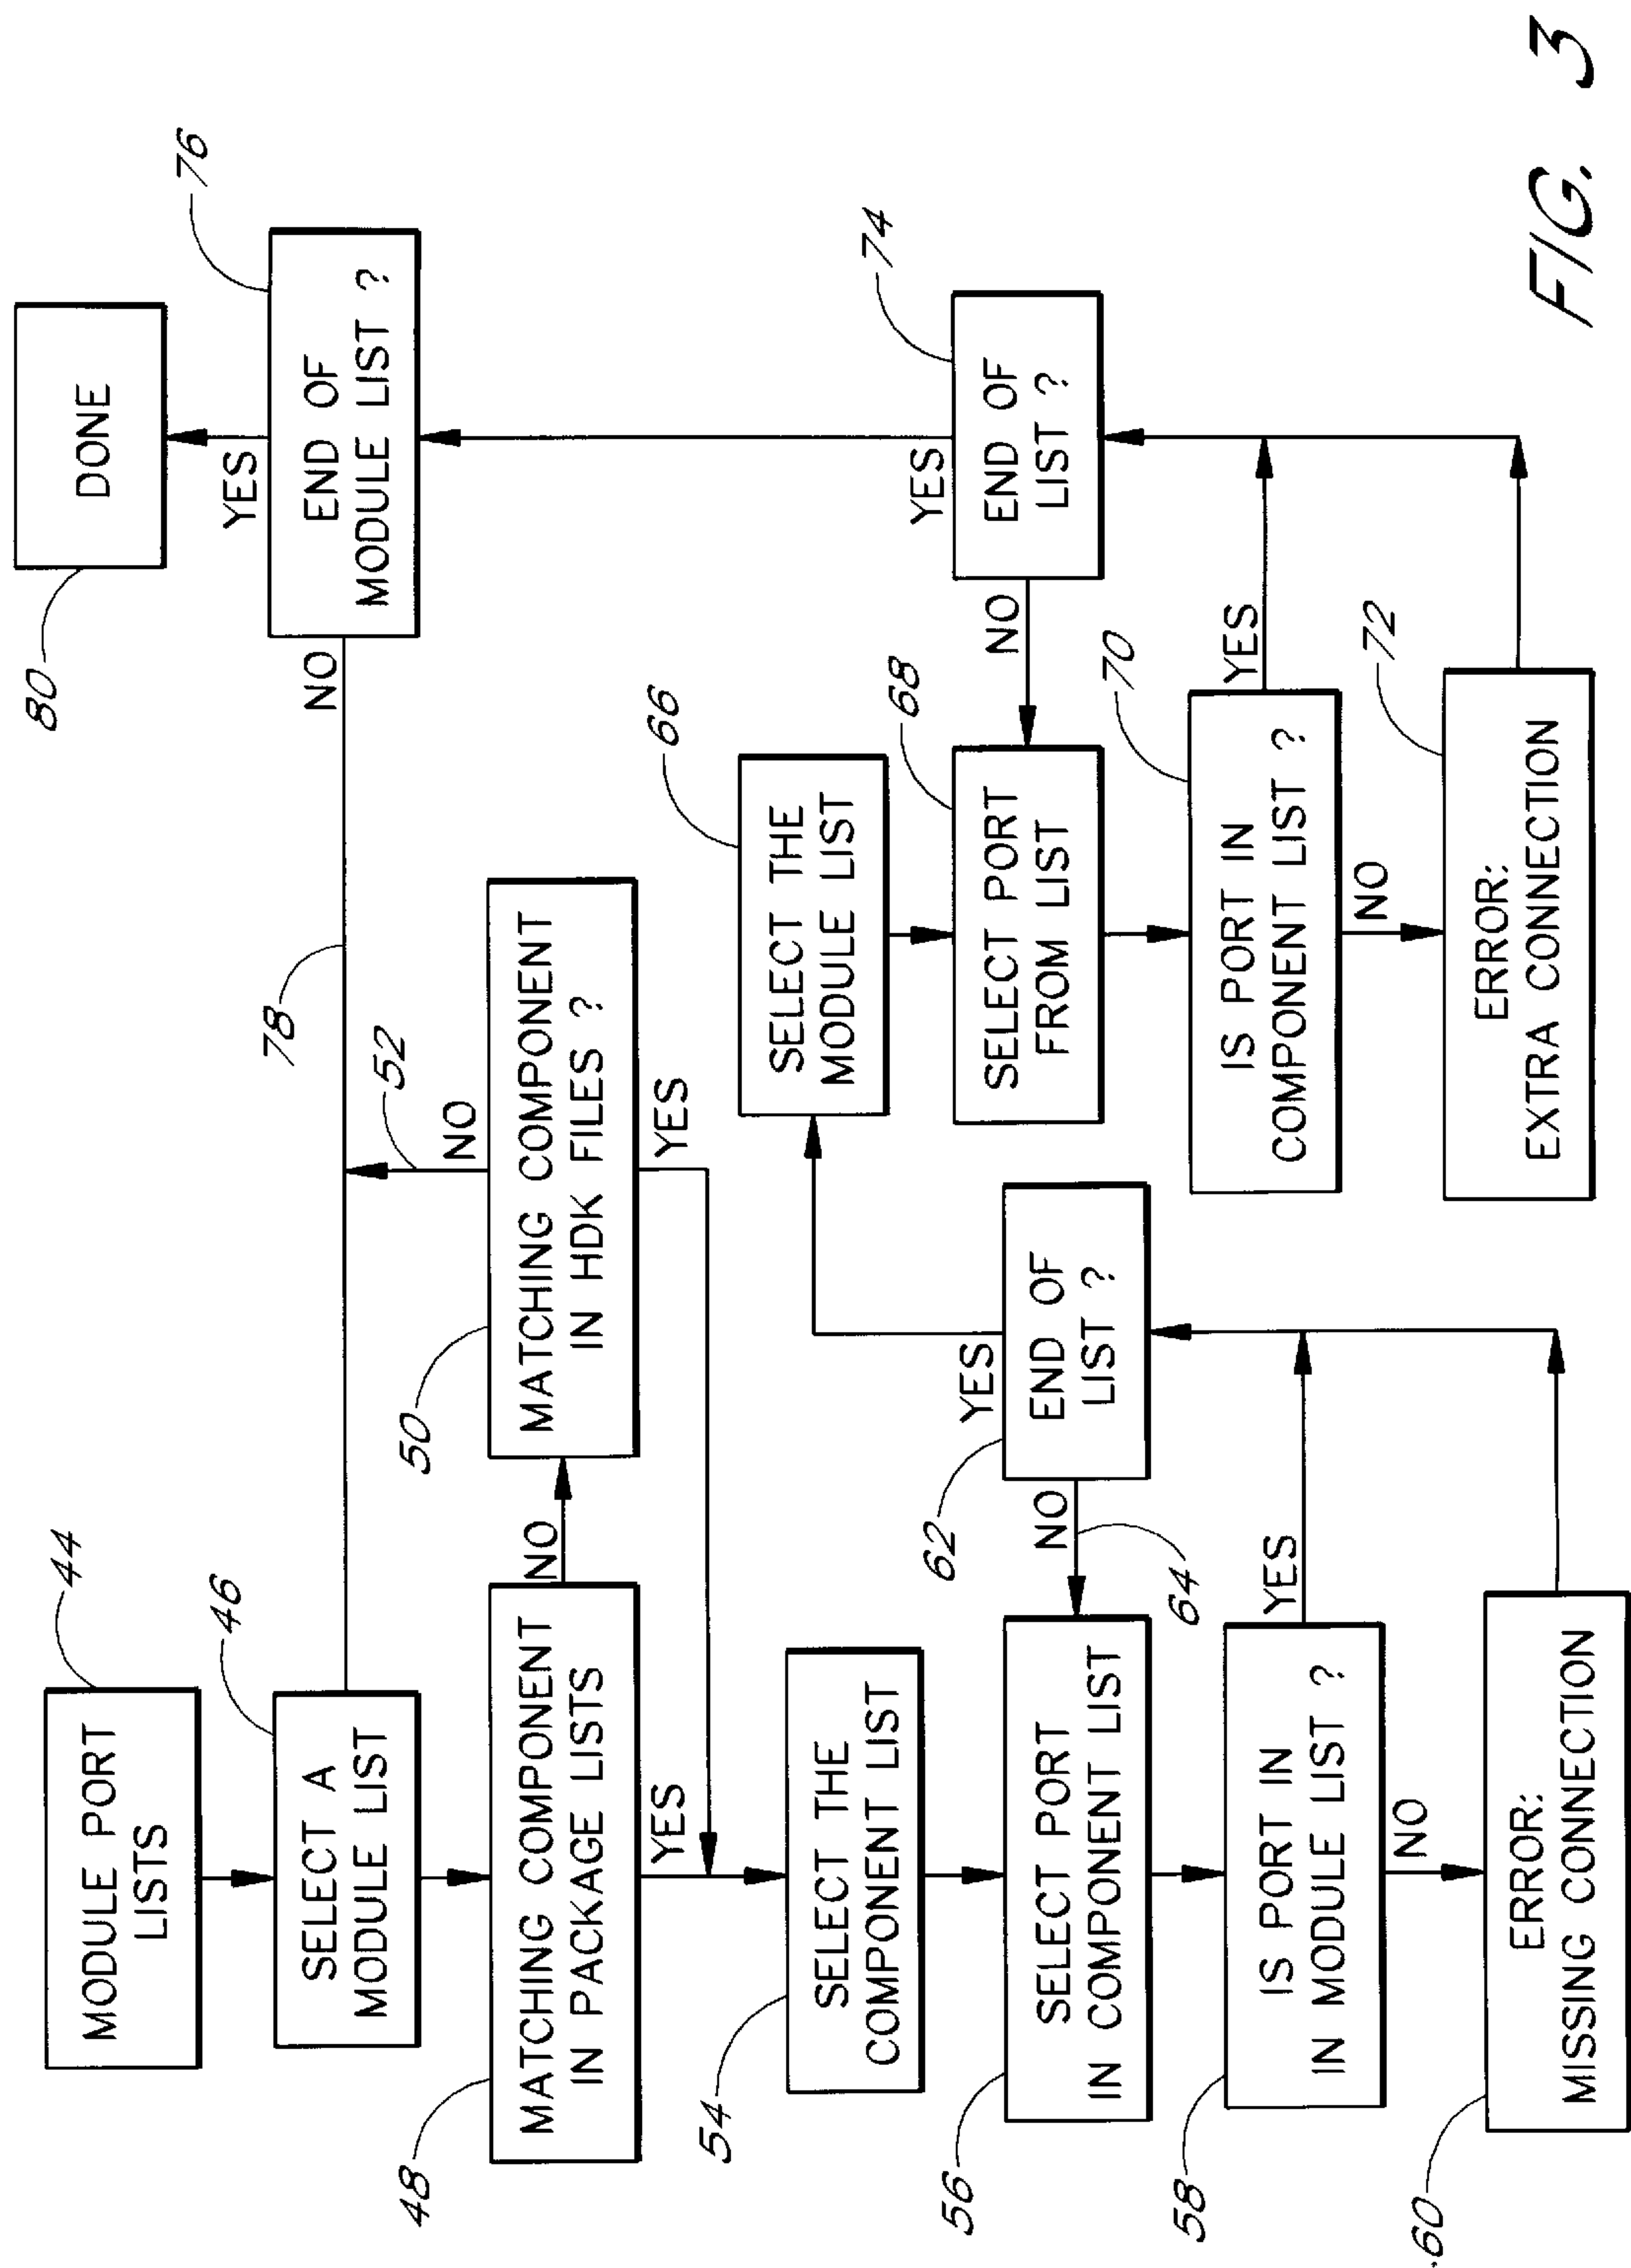 44
MODULE PORT
LISTS
46
SELECT A
MODULE LIST
48
MATCHING COMPONENT
IN PACKAGE LISTS
NO
YES
50
MATCHING COMPONENT
IN HDK FILES ?
NO
52
YES
78
54
SELECT THE
COMPONENT LIST
56
SELECT PORT
IN COMPONENT LIST
58
IS PORT IN
IN MODULE LIST ?
YES
NO
60
ERROR:
MISSING CONNECTION
62
END OF
LIST ?
YES
NO
64
66
SELECT THE
MODULE LIST
68
SELECT PORT
FROM LIST
70
IS PORT IN
COMPONENT LIST ?
YES
NO
72
ERROR:
EXTRA CONNECTION
74
END OF
LIST ?
YES
NO
76
END OF
MODULE LIST ?
YES
NO
80
DONE
FIG. 3